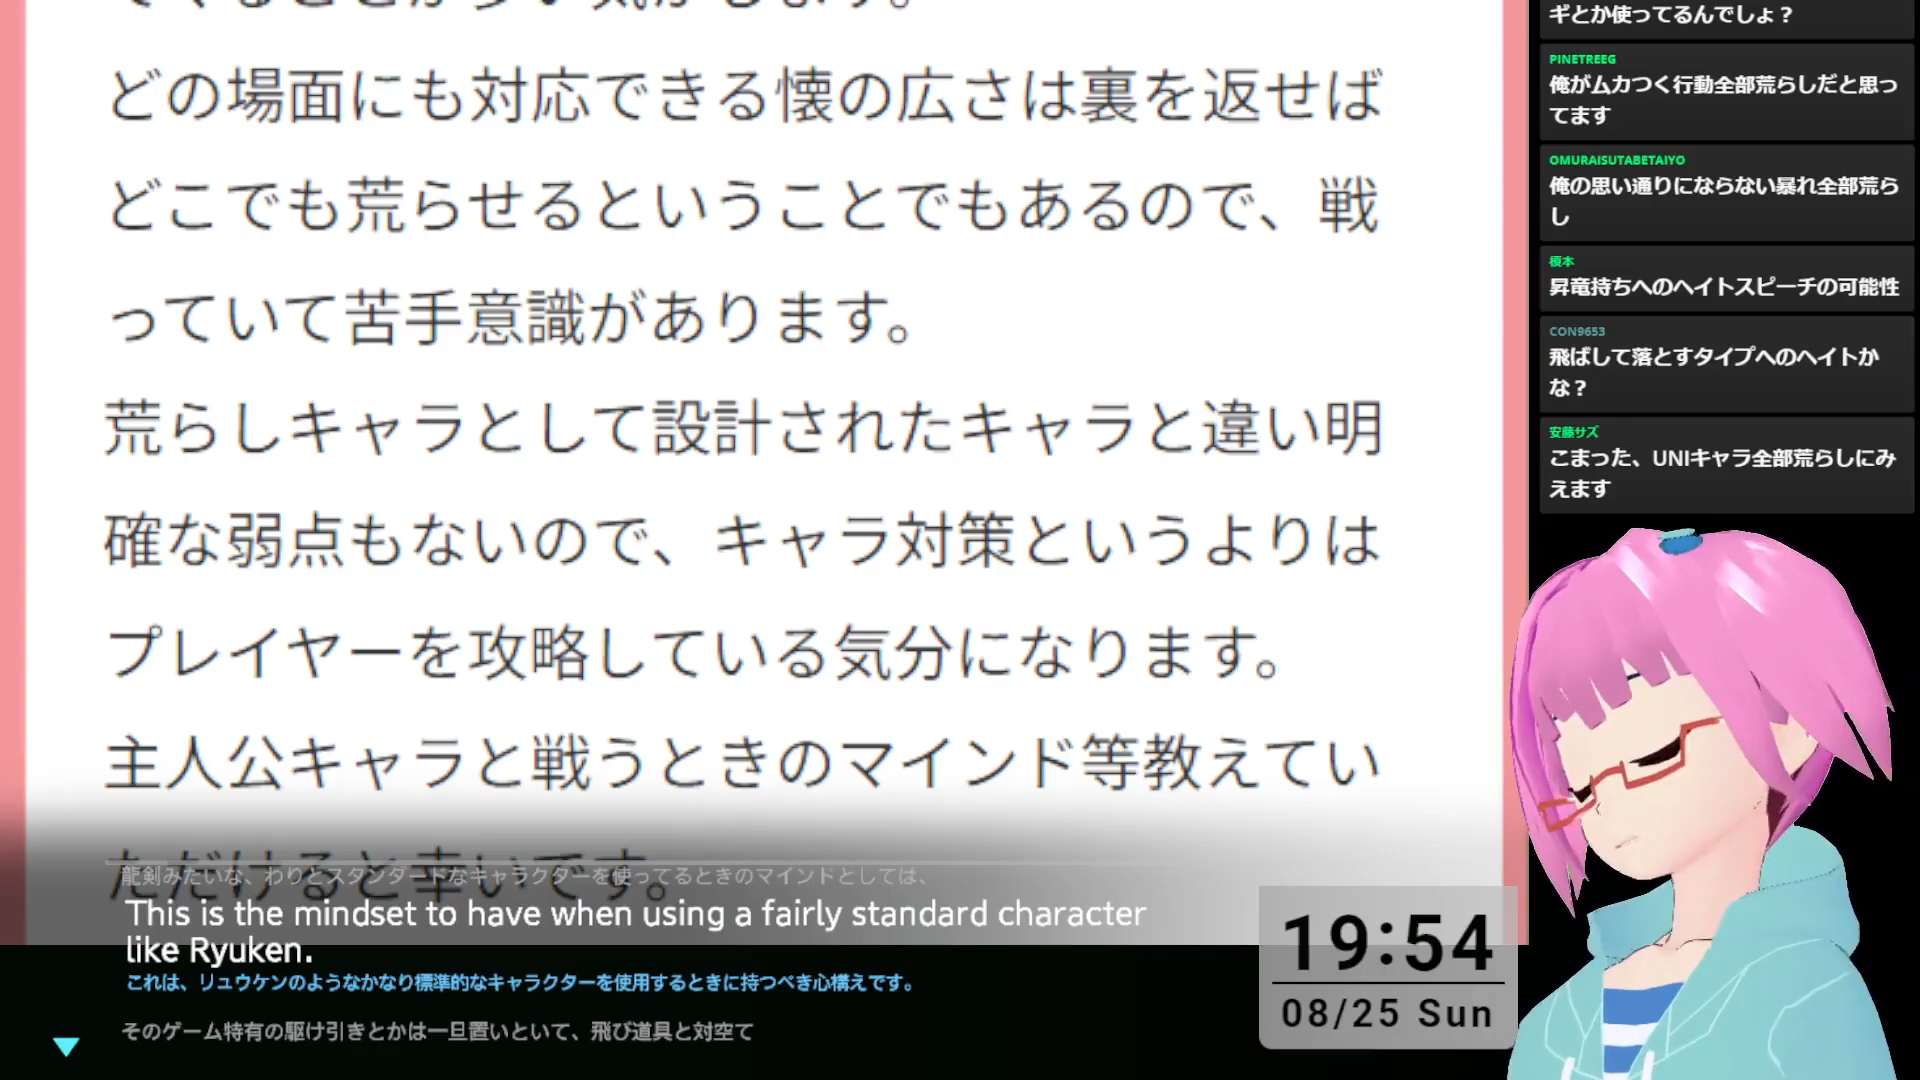 どの場面にも対応できる懐の広さは裏を返せば
どこでも荒らせるということでもあるので、戦
っていて苦手意識があります。
荒らしキャラとして設計されたキャラと違い明
確な弱点もないので、キャラ対策というよりは
プレイヤーを攻略している気分になります。
主人公キャラと戦うときのマインド等教えてい
ただけると幸いです。
龍剣みたいな、わりとスタンダードなキャラクターを使ってるときのマインドとしては、
This is the mindset to have when using a fairly standard character
like Ryuken.
これは、リュウケンのようなかなり標準的なキャラクターを使用するときに持つべき心構えです。
そのゲーム特有の駆け引きとかは一旦置いといて、飛び道具と対空て
19:54
08/25 Sun
ギとか使ってるんでしょ？
PINETREEG
俺がムカつく行動全部荒らしだと思っ
てます
OMURAISUTABETAIYO
俺の思い通りにならない暴れ全部荒ら
し
榎本
昇竜持ちへのヘイトスピーチの可能性
CON9653
飛ばして落とすタイプへのヘイトか
な？
安藤サズ
こまった、UNIキャラ全部荒らしにみ
えます